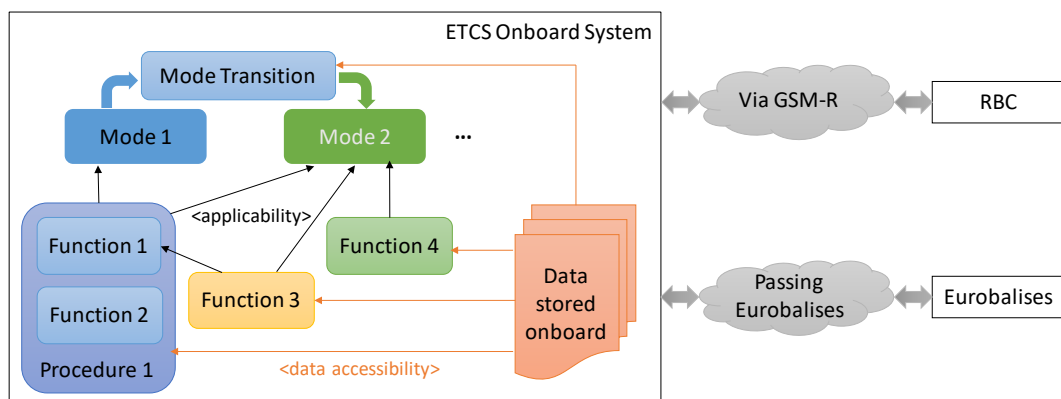 ETCS Onboard System
Mode Transition
Via GSM-R
RBC
Mode 1
Mode 2
...
<applicability>
Function 1
Function 4
Function 3
Data
stored
onboard
Function 2
Procedure 1
<data accessibility>
Passing
Eurobalises
Eurobalises